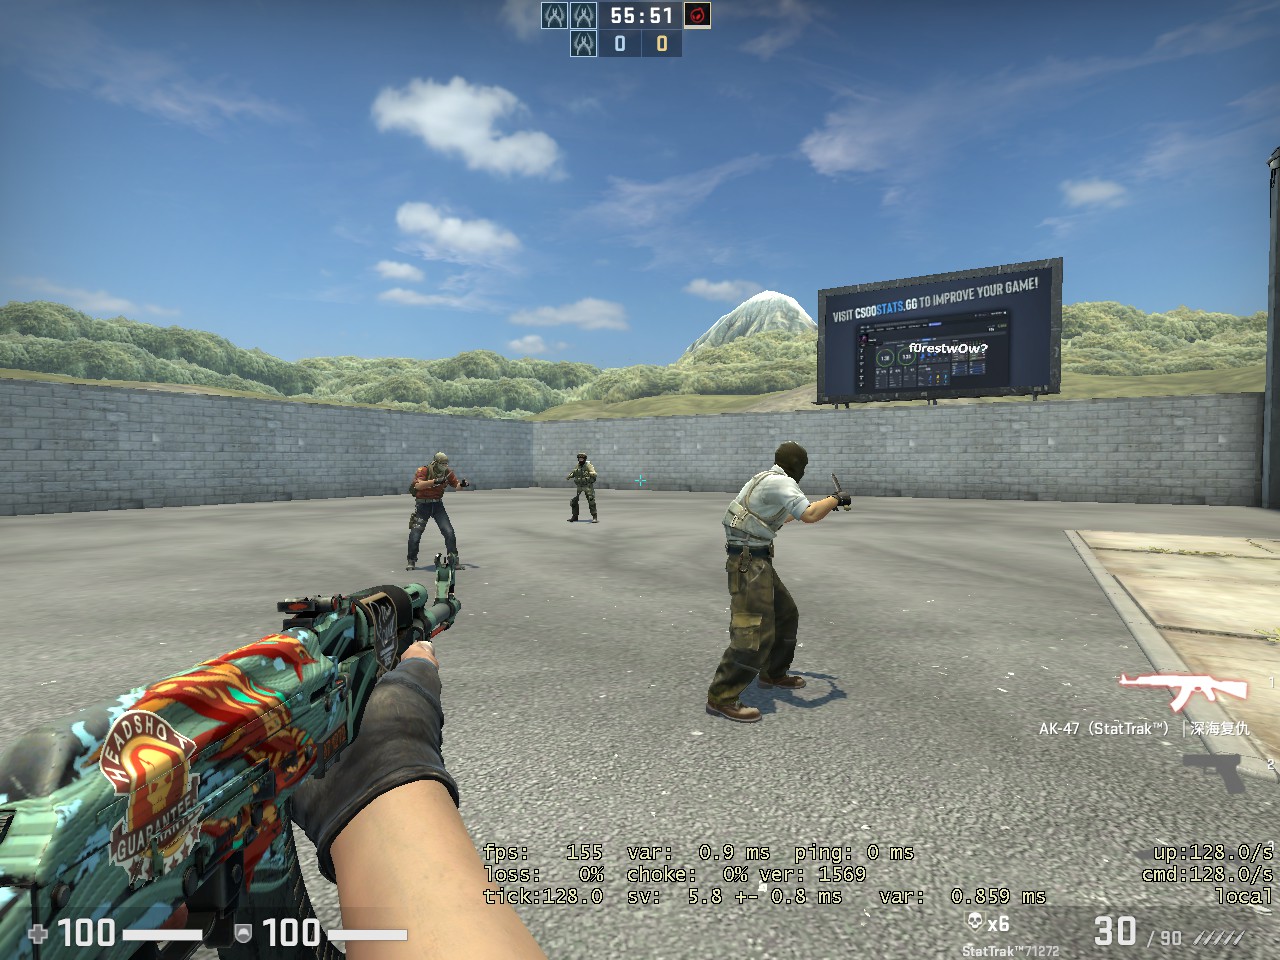 55:51
0 0
VISIT CSGOSTATS.GG TO IMPROVE YOUR GAME!
f0restwOw?
1
AK-47 (StatTrak™) | 深海复仇
2
HEADSHOT
GUARANTEE
fps: 155 var: 0.9 ms ping: 0 ms
up:128.0/s
loss: 0% choke: 0% ver: 1569
cmd:128.0/s
tick:128.0 sv: 5.8 +- 0.8 ms var: 0.859 ms
local
100 100
x6
30 / 90
StatTrak™71272